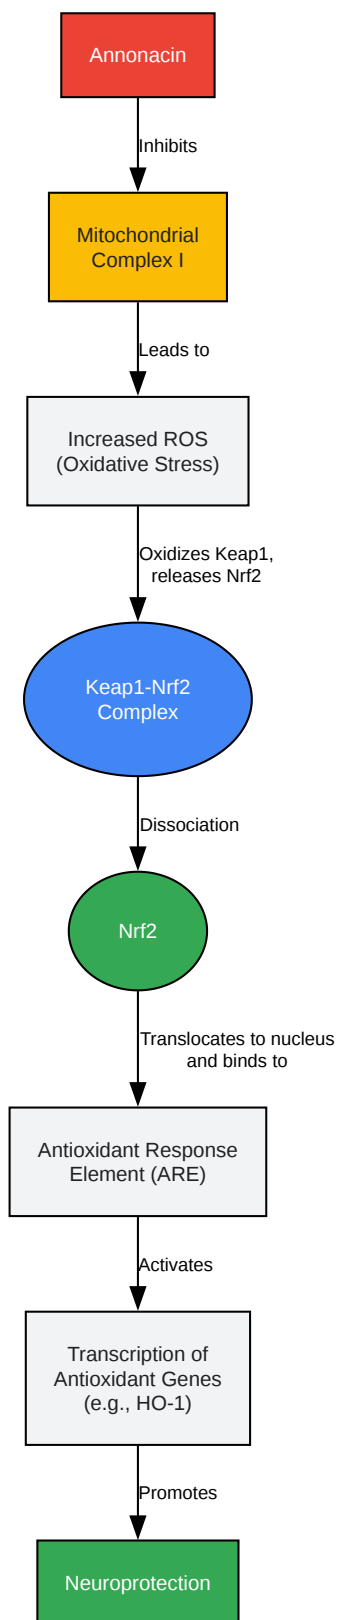 Annonacin
Inhibits
Mitochondrial
Complex I
Leads to
Increased ROS
(Oxidative Stress)
Oxidizes Keap1,
releases Nrf2
Keap1-Nrf2
Complex
Dissociation
Nrf2
Translocates to nucleus
and binds to
Antioxidant Response
Element (ARE)
Activates
Transcription of
Antioxidant Genes
(e.g., HO-1)
Promotes
Neuroprotection